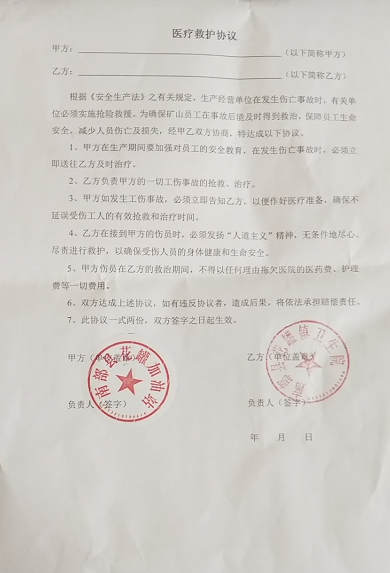 医疗救护协议
甲方：（以下简称甲方）
乙方：（以下简称乙方）
根据《安全生产法》之有关规定，生产经营单位在发生伤亡事故时，有关单
位必须实施抢险救援。为确保矿山员工在事故后能及时得到救治，保障员工生命
安全，减少人员伤亡及损失，经甲乙双方协商，特达成以下协议。
1、甲方在生产期间要加强对员工的安全教育、在发生伤亡事故时，必须立
即送往乙方及时治疗。
2、乙方负责甲方的一切工伤事故的抢救、治疗。
3、甲方如发生工伤事故，必须立即告知乙方、以便作好医疗准备，确保不
延误受伤工人的有效抢救和治疗时间。
4、乙方在接到甲方的伤员时，必须发扬“人道主义”精神、无条件地尽心、
尽责进行救护，以确保受伤人员的身体健康和生命安全。
5、甲方伤员在乙方的救治期间，不得以任何理由拖欠医院的医药费、护理
费等一切费用。
6、双方达成上述协议，如有违反协议者，造成后果，将依法承担赔偿责任。
7、此协议一式两份，双方签字之日起生效。
甲方（单位盖章） 乙方（单位盖章）
南部县花罐加油站
南部县花罐镇卫生院
负责人（签字） 负责人（签字）
年 月 日